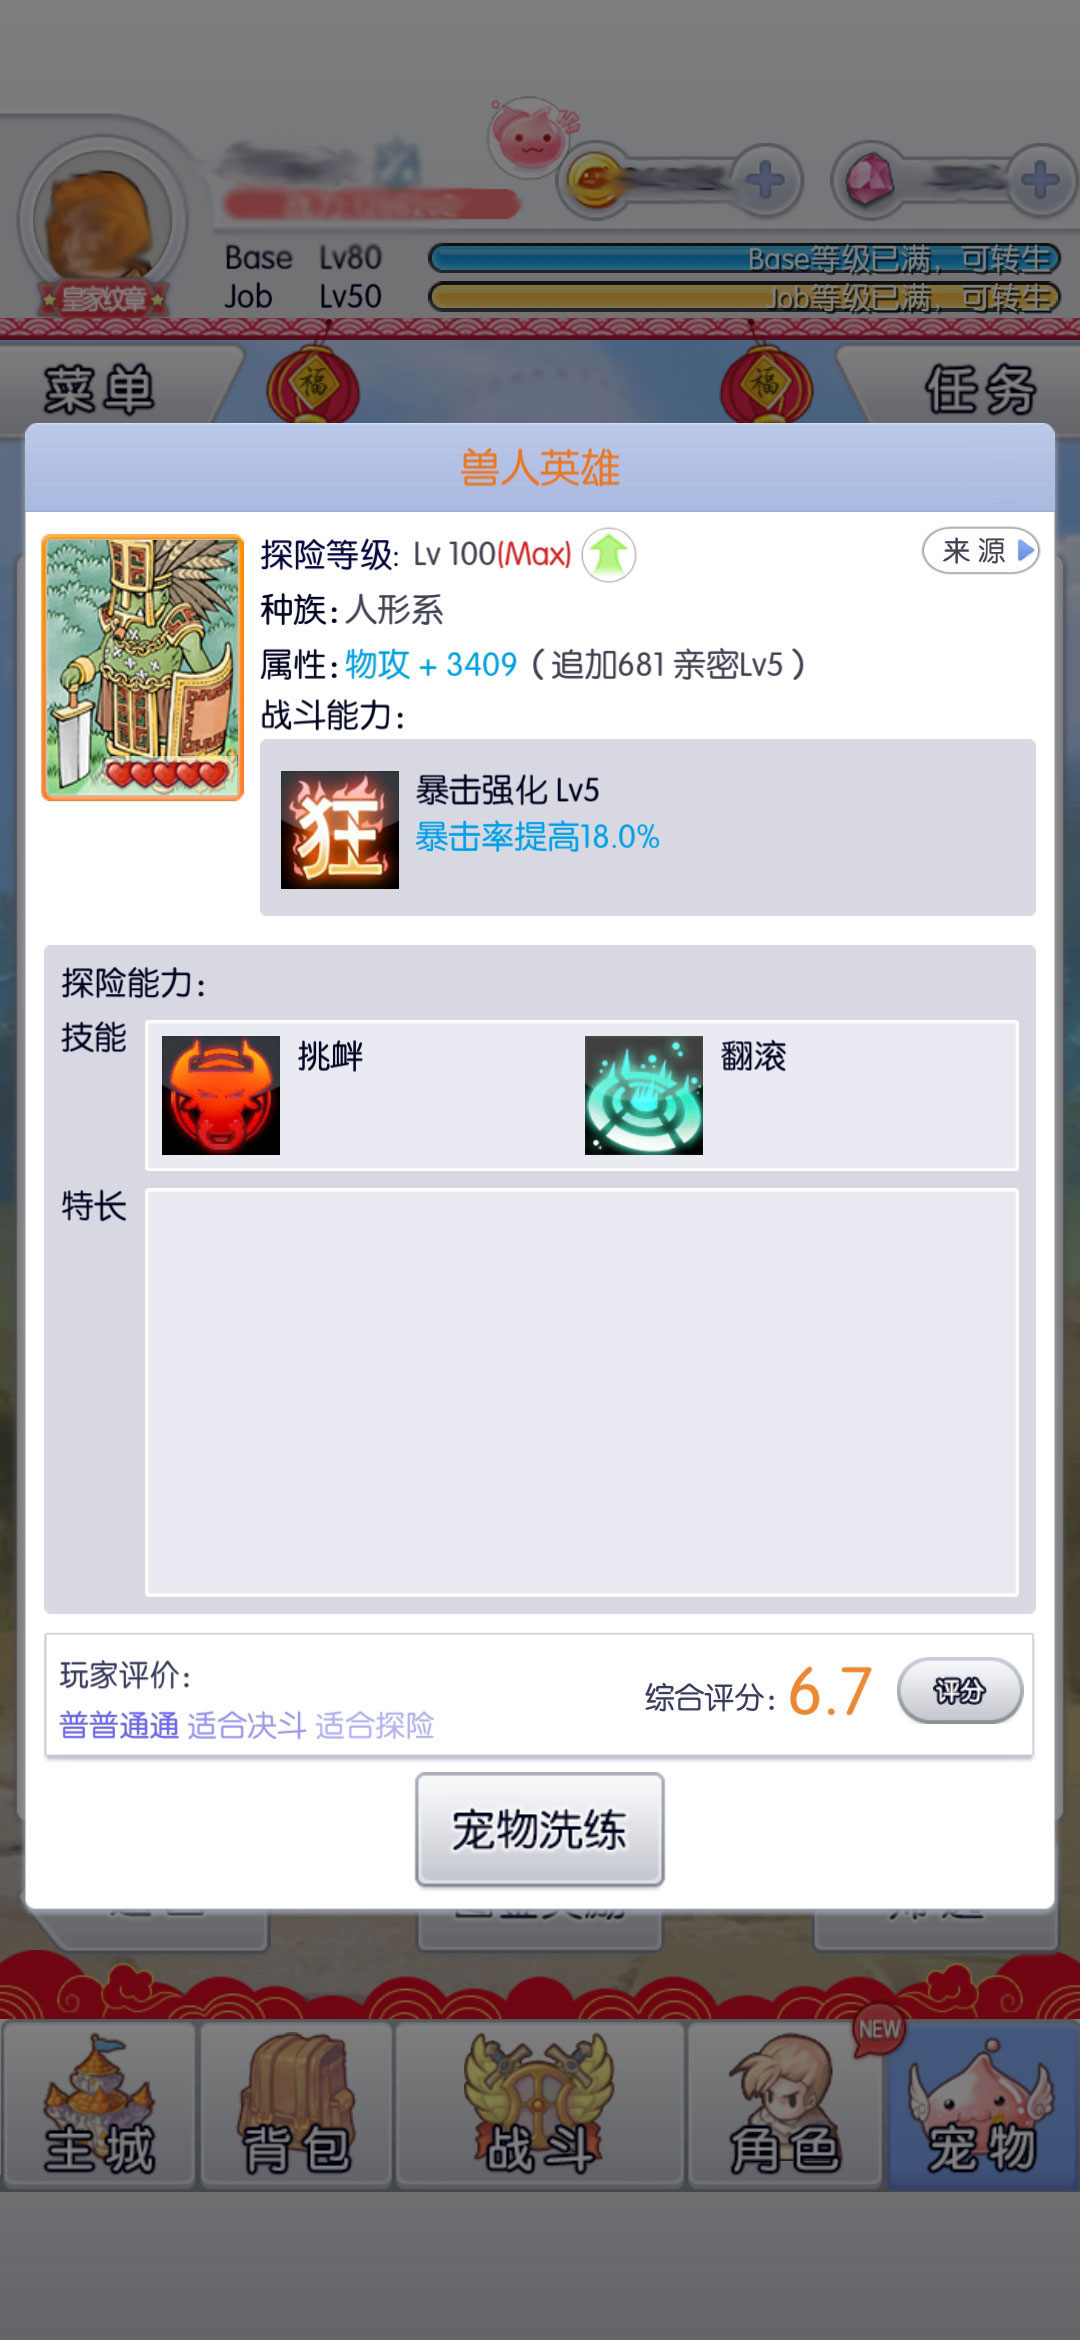 Base Lv80 Base等级已满，可转生
Job Lv50 Job等级已满，可转生
皇家纹章
菜单
福
福
任务
兽人英雄
探险等级: Lv 100(Max)
来源
种族: 人形系
属性: 物攻 + 3409 (追加681 亲密Lv5)
战斗能力:
狂
暴击强化 Lv5
暴击率提高18.0%
探险能力:
技能
挑衅
翻滚
特长
玩家评价:
普普通通 适合决斗 适合探险
综合评分: 6.7
评分
宠物洗练
NEW
主城
背包
战斗
角色
宠物